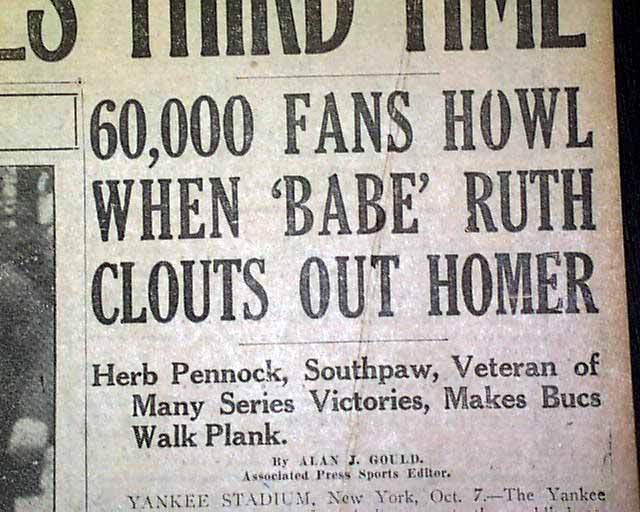 ES THIRD TIME
60,000 FANS HOWL
WHEN 'BABE' RUTH
CLOUTS OUT HOMER
Herb Pennock, Southpaw, Veteran of
Many Series Victories, Makes Bucs
Walk Plank.
By ALAN J. GOULD.
Associated Press Sports Editor.
YANKEE STADIUM, New York, Oct. 7.—The Yankee